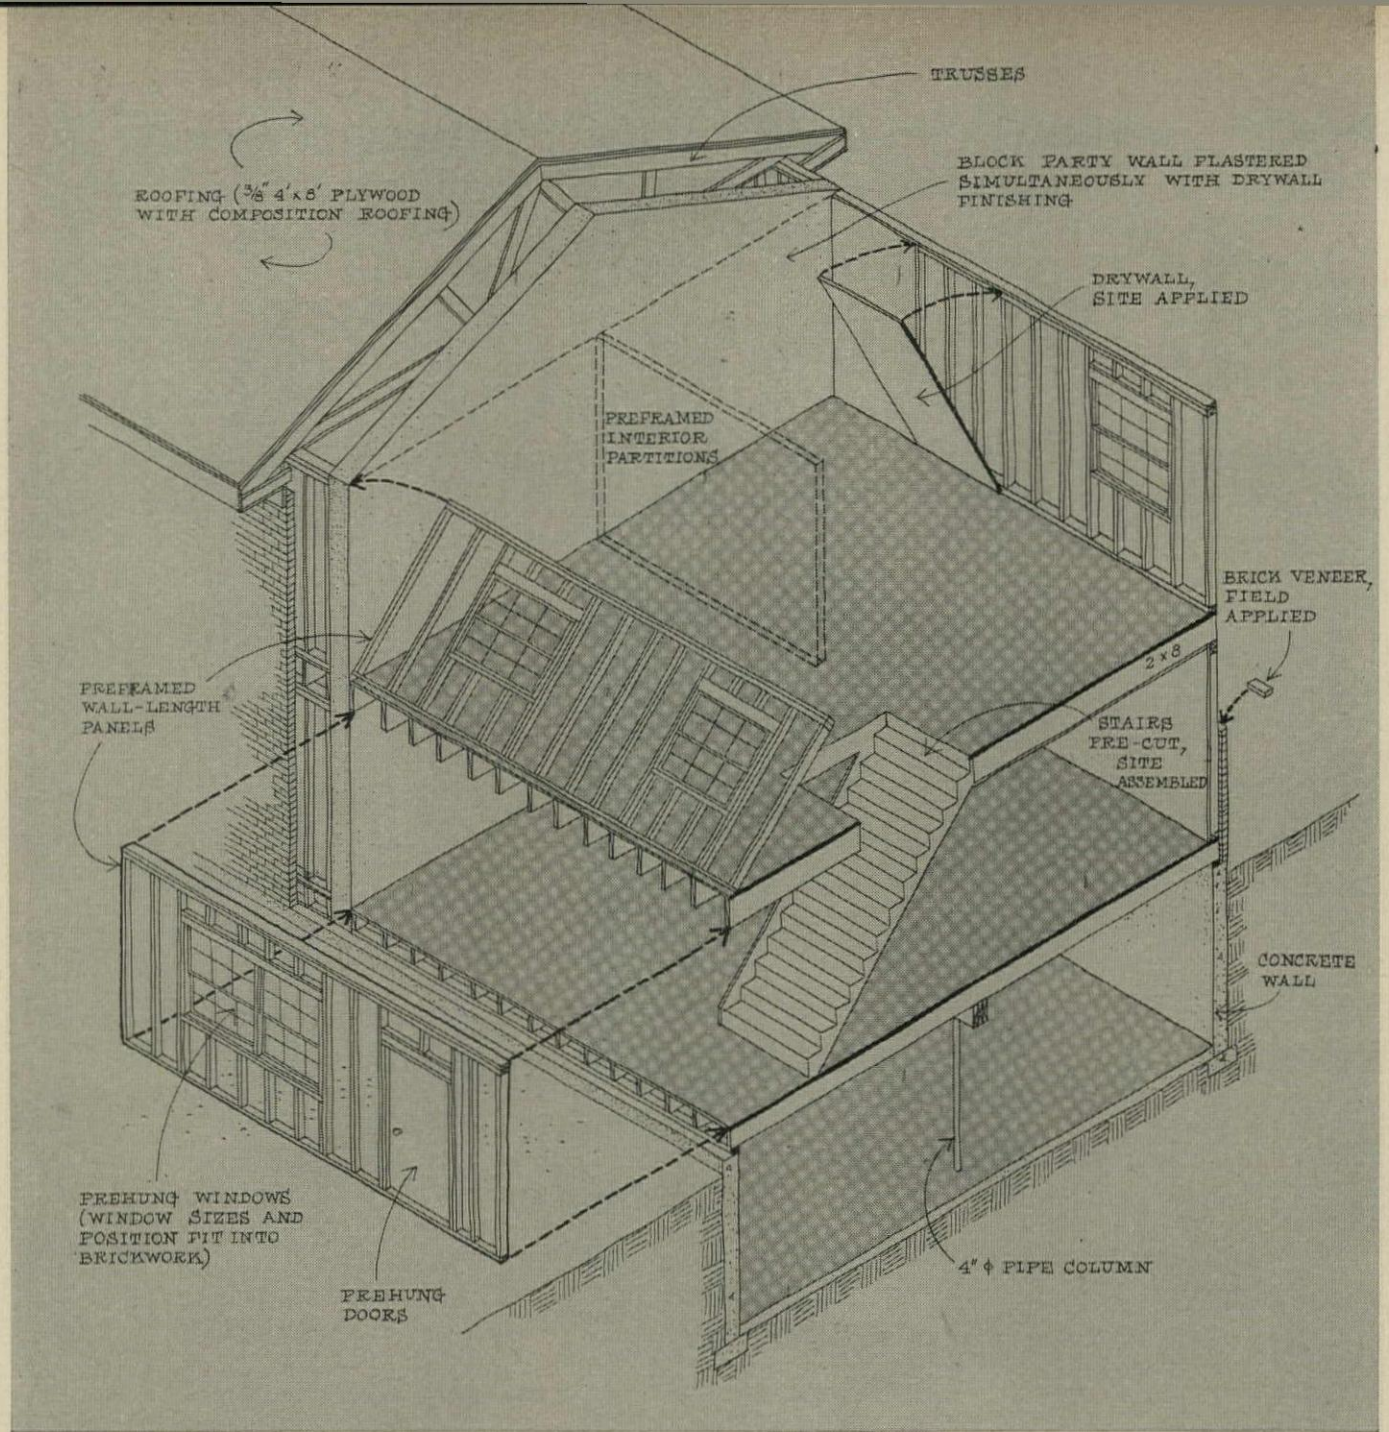 TRUSSES
ROOFING (3/8" 4'x8' PLYWOOD
WITH COMPOSITION ROOFING)
BLOCK PARTY WALL PLASTERED
SIMULTANEOUSLY WITH DRYWALL
FINISHING
DRYWALL,
SITE APPLIED
PREFRAMED
INTERIOR
PARTITIONS
BRICK VENEER,
FIELD
APPLIED
2x8
PREFRAMED
WALL-LENGTH
PANELS
STAIRS
PRE-CUT,
SITE
ASSEMBLED
CONCRETE
WALL
PREHUNG WINDOWS
(WINDOW SIZES AND
POSITION FIT INTO
BRICKWORK)
PREHUNG
DOORS
4" ϕ PIPE COLUMN